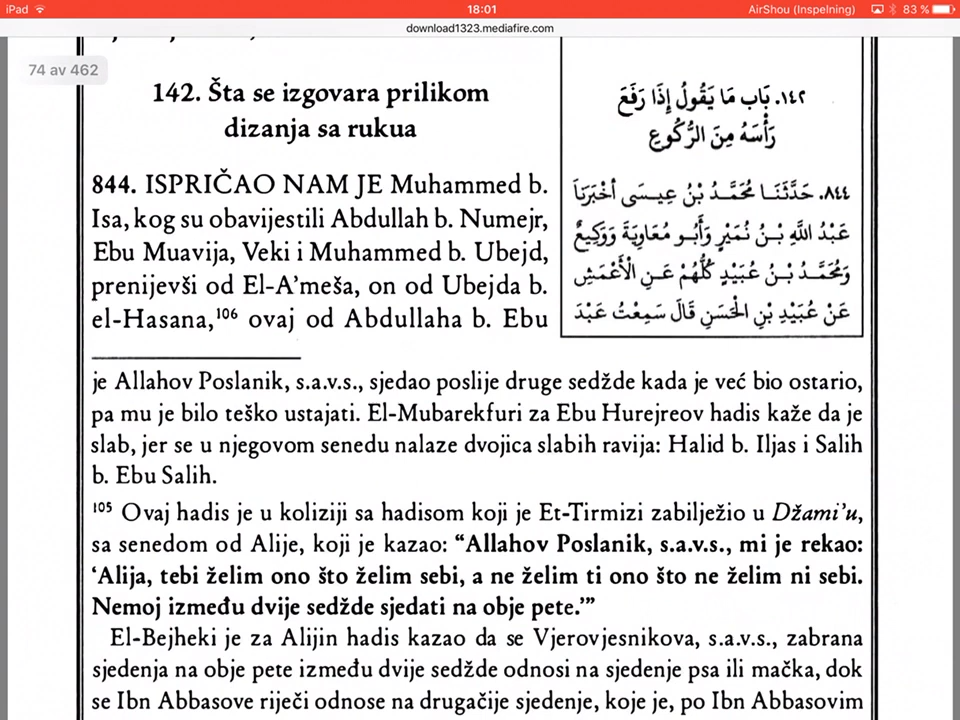 iPad 18:01 AirShou (Inspelning) 83 %
download1323.mediafire.com
74 av 462
142. Šta se izgovara prilikom
dizanja sa rukua
844. ISPRIČAO NAM JE Muhammed b.
Isa, kog su obavijestili Abdullah b. Numejr,
Ebu Muavija, Veki i Muhammed b. Ubejd,
prenijevši od El-A’meša, on od Ubejda b.
el-Hasana,¹⁰⁶ ovaj od Abdullaha b. Ebu
١٤٢. بَاب مَا يَقُولُ إِذَا رَفَعَ
رَأْسَهُ مِنَ الرُّكُوعِ
٨٤٤. حَدَّثَنَا مُحَمَّدُ بْنُ عِيسَى أَخْبَرَنَا
عَبْدُ اللَّهِ بْنُ نُمَيْرٍ وَأَبُو مُعَاوِيَةَ وَوَكِيعٌ
وَمُحَمَّدُ بْنُ عُبَيْدٍ كُلُّهُمْ عَنِ الْأَعْمَشِ
عَنْ عُبَيْدِ بْنِ الْحَسَنِ قَالَ سَمِعْتُ عَبْدَ
je Allahov Poslanik, s.a.v.s., sjedao poslije druge sedžde kada je već bio ostario,
pa mu je bilo teško ustajati. El-Mubarekfuri za Ebu Hurejreov hadis kaže da je
slab, jer se u njegovom senedu nalaze dvojica slabih ravija: Halid b. Iljas i Salih
b. Ebu Salih.
¹⁰⁵ Ovaj hadis je u koliziji sa hadisom koji je Et-Tirmizi zabilježio u Džami’u,
sa senedom od Alije, koji je kazao: “Allahov Poslanik, s.a.v.s., mi je rekao:
‘Alija, tebi želim ono što želim sebi, a ne želim ti ono što ne želim ni sebi.
Nemoj između dvije sedžde sjedati na obje pete.’”
El-Bejheki je za Alijin hadis kazao da se Vjerovjesnikova, s.a.v.s., zabrana
sjedenja na obje pete između dvije sedžde odnosi na sjedenje psa ili mačka, dok
se Ibn Abbasove riječi odnose na drugačije sjedenje, koje je, po Ibn Abbasovim